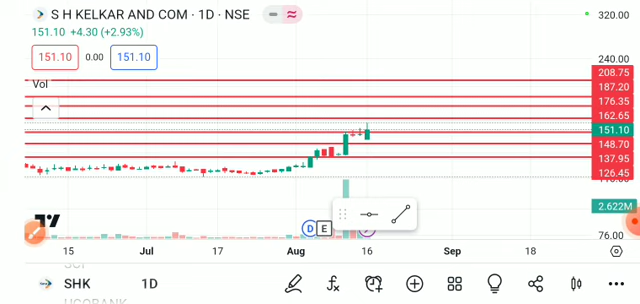 S H KELKAR AND COM · 1D · NSE
151.10 +4.30 (+2.93%)
151.10 0.00 151.10
Vol
320.00
240.00
208.75
187.20
176.35
162.65
151.10
148.70
137.95
126.45
2.622M
76.00
D E
15 Jul 17 Aug 16 Sep 18
SHK 1D